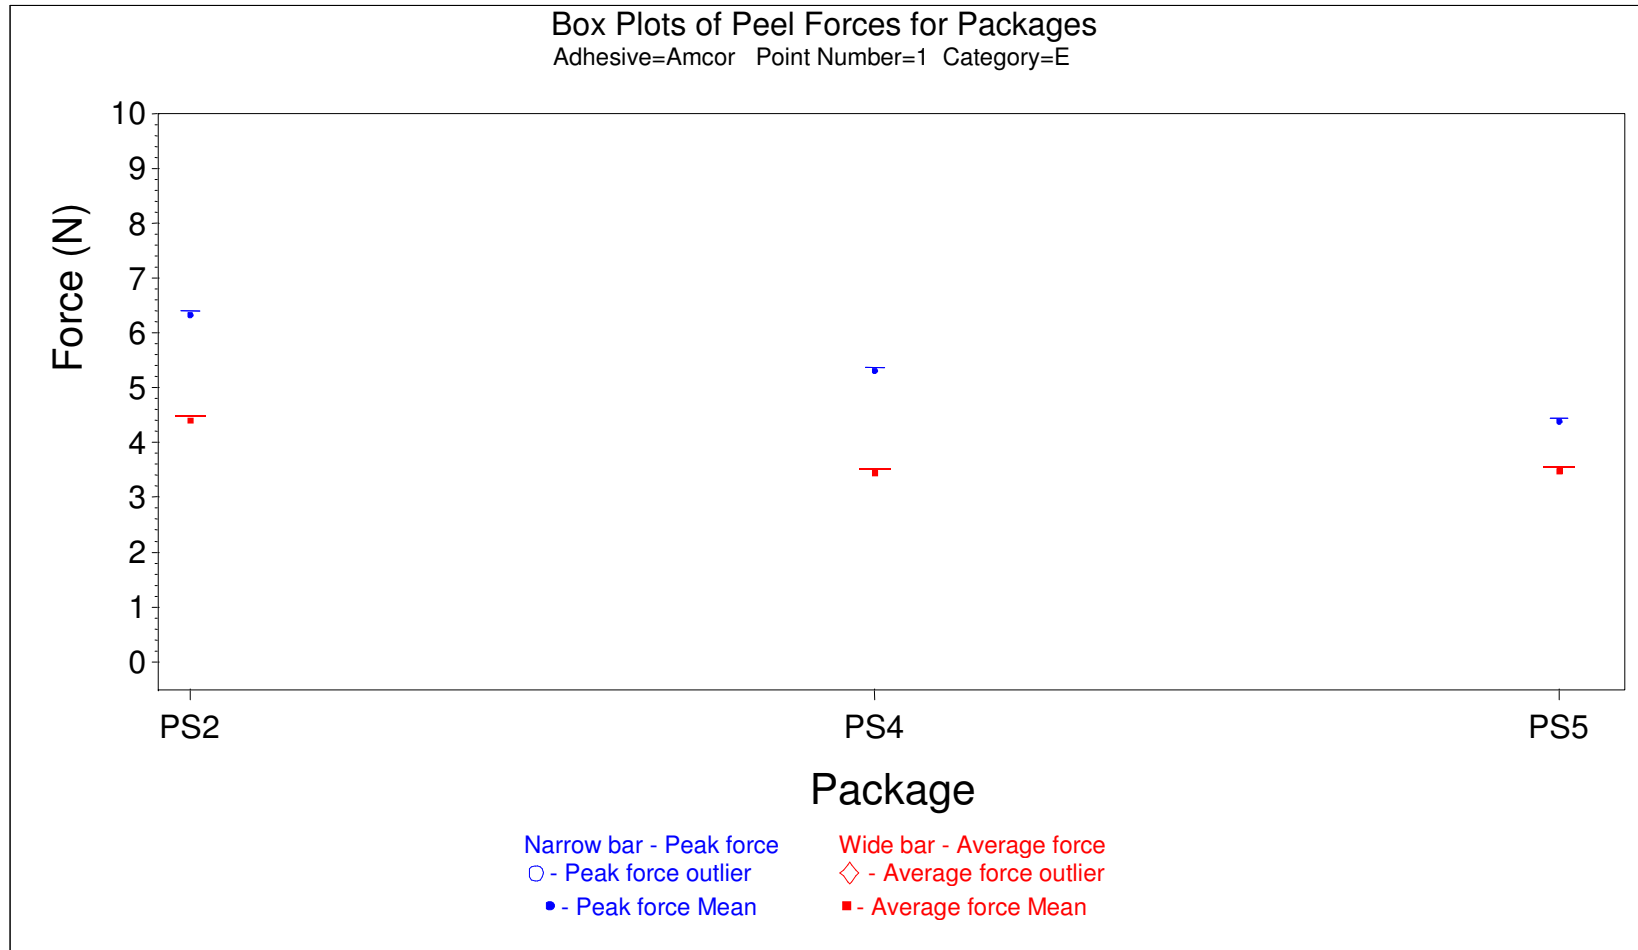 Box Plots of Peel Forces for Packages
Adhesive=Amcor Point Number=1 Category=E
Force (N)
10
9
8
7
6
5
4
3
2
1
0
PS2 PS4 PS5
Package
Narrow bar - Peak force Wide bar - Average force
- Peak force outlier - Average force outlier
- Peak force Mean - Average force Mean